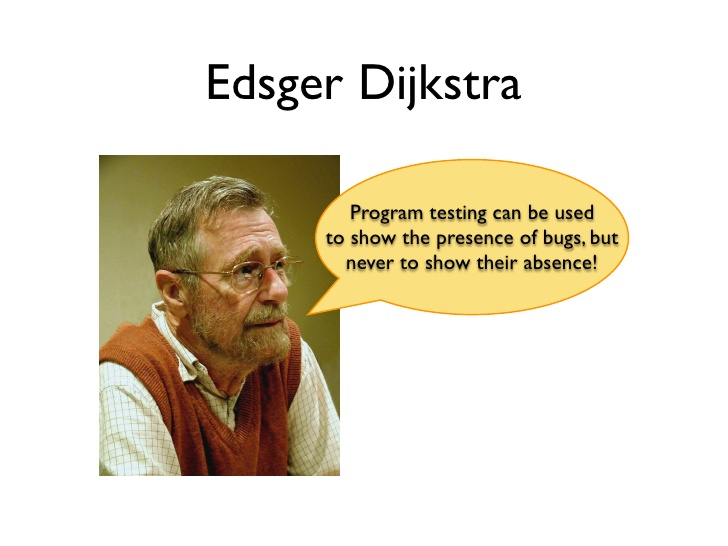 Edsger Dijkstra
Program testing can be used
to show the presence of bugs, but
never to show their absence!